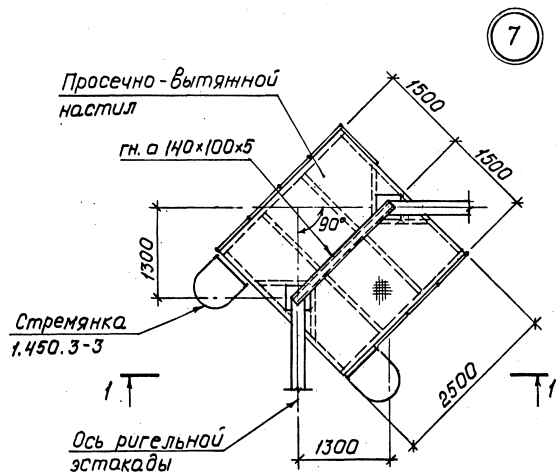 7
Просечно-вытяжной
настил
гн. □ 140×100×5
1500
1500
90°
1300
Стремянка
1.450.3-3
1
1
2500
Ось ригельной
эстакады
1300